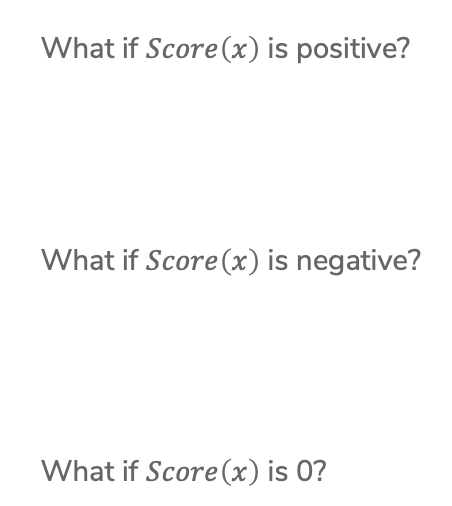 What if Score(x) is positive?
What if Score(x) is negative?
What if Score(x) is 0?